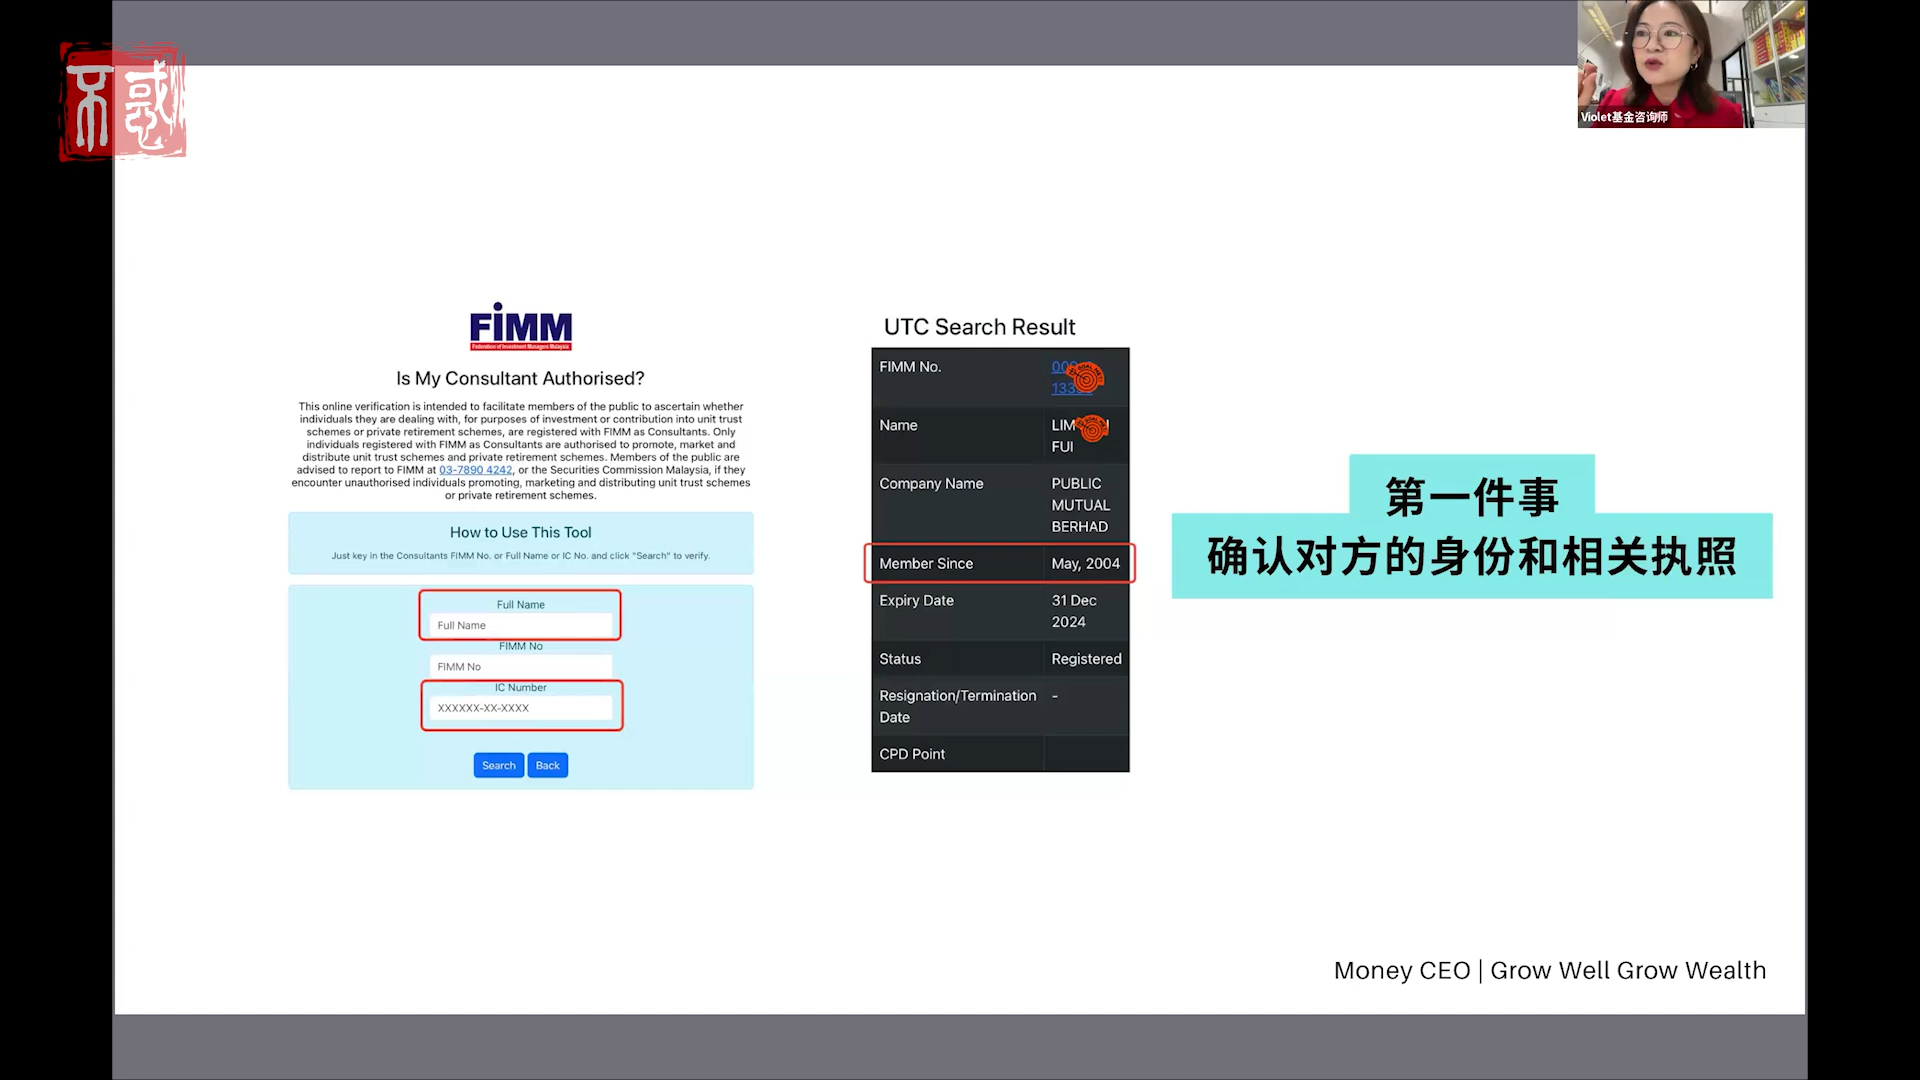 不惑
Violet基金咨询师
FiMM
Federation of Investment Managers Malaysia
Is My Consultant Authorised?
This online verification is intended to facilitate members of the public to ascertain whether
individuals they are dealing with, for purposes of investment or contribution into unit trust
schemes or private retirement schemes, are registered with FIMM as Consultants. Only
individuals registered with FIMM as Consultants are authorised to promote, market and
distribute unit trust schemes and private retirement schemes. Members of the public are
advised to report to FIMM at 03-7890 4242, or the Securities Commission Malaysia, if they
encounter unauthorised individuals promoting, marketing and distributing unit trust schemes
or private retirement schemes.
How to Use This Tool
Just key in the Consultants FIMM No. or Full Name or IC No. and click "Search" to verify.
Full Name
Full Name
FIMM No
FIMM No
IC Number
XXXXXX-XX-XXXX
Search Back
UTC Search Result
FIMM No.
Name LIM
FUI
Company Name PUBLIC
MUTUAL
BERHAD
Member Since May, 2004
Expiry Date 31 Dec
2024
Status Registered
Resignation/Termination -
Date
CPD Point
第一件事
确认对方的身份和相关执照
Money CEO | Grow Well Grow Wealth